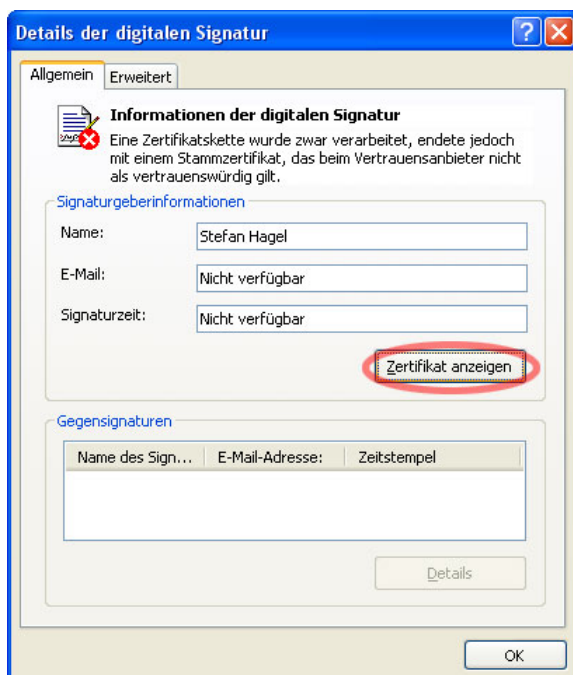 Details der digitalen Signatur
Allgemein
Erweitert
Informationen der digitalen Signatur
Eine Zertifikatskette wurde zwar verarbeitet, endete jedoch
mit einem Stammzertifikat, das beim Vertrauensanbieter nicht
als vertrauenswürdig gilt.
Signaturgeberinformationen
Name: Stefan Hagel
E-Mail: Nicht verfügbar
Signaturzeit: Nicht verfügbar
Zertifikat anzeigen
Gegensignaturen
Name des Sign... E-Mail-Adresse: Zeitstempel
Details
OK